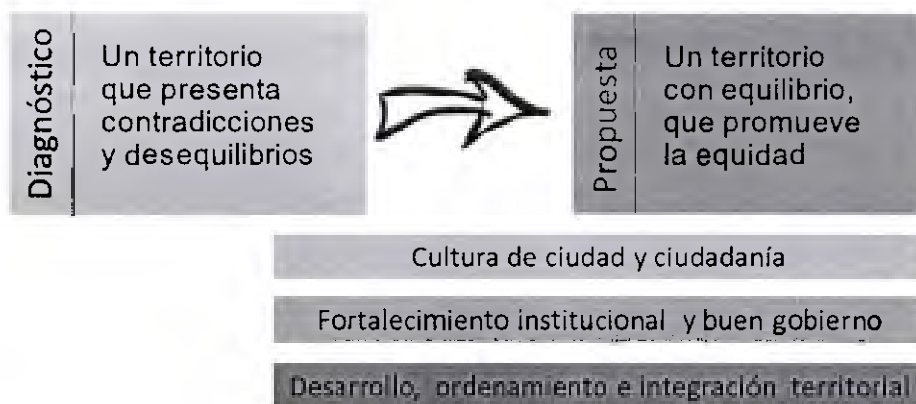 Diagnóstico
Un territorio
que presenta
contradicciones
y desequilibrios
Propuesta
Un territorio
con equilibrio,
que promueve
la equidad
Cultura de ciudad y ciudadanía
Fortalecimiento institucional y buen gobierno
Desarrollo, ordenamiento e integración territorial